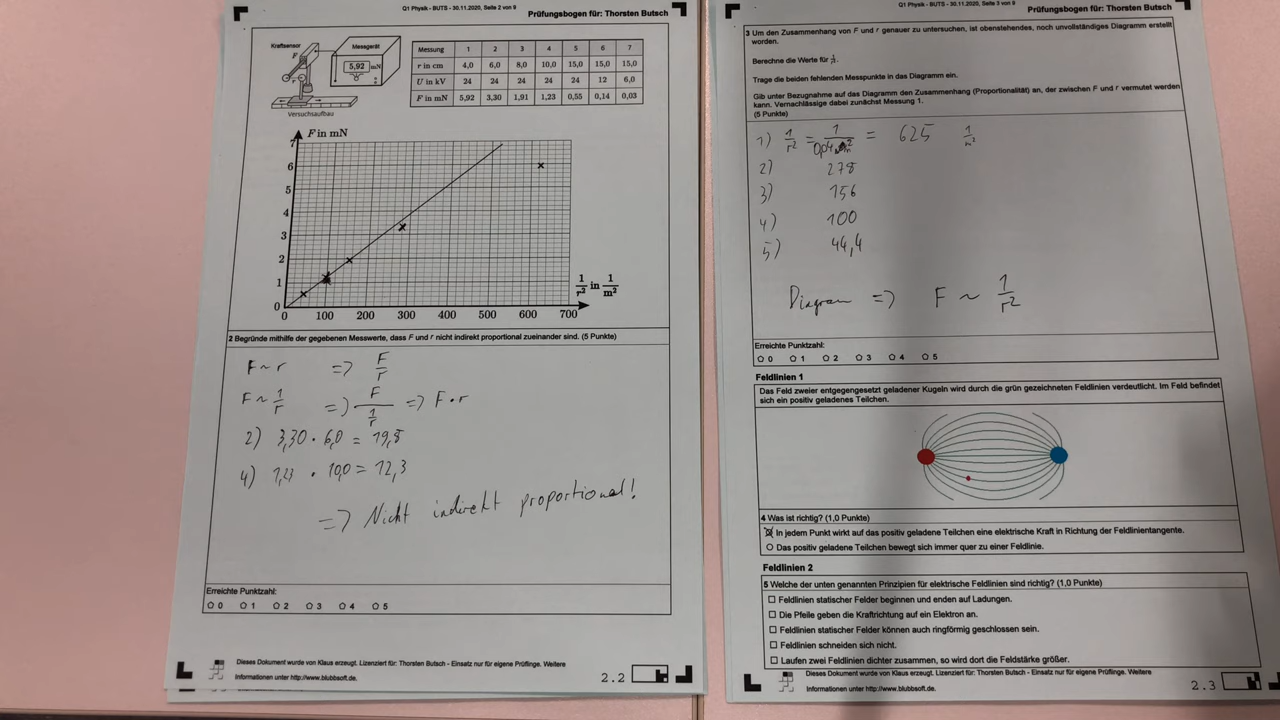 Q1 Physik - BUTS - 30.11.2020, Seite 2 von 9
Prüfungsbogen für: Thorsten Butsch
Kraftsensor
Messgerät
F
5,92 mN
r
Versuchsaufbau
Messung 1 2 3 4 5 6 7
r in cm 4,0 6,0 8,0 10,0 15,0 15,0 15,0
U in kV 24 24 24 24 24 12 6,0
F in mN 5,92 3,30 1,91 1,23 0,55 0,14 0,03
F in mN
7
6
5
4
3
2
1
0
0 100 200 300 400 500 600 700
1/r² in 1/m²
2 Begründe mithilfe der gegebenen Messwerte, dass F und r nicht indirekt proportional zueinander sind. (5 Punkte)
F ~ r => F/r
F ~ 1/r => F/(1/r) => F · r
2) 3,30 · 6,0 = 19,8
4) 1,23 · 10,0 = 12,3
=> Nicht indirekt proportional!
Erreichte Punktzahl:
0 1 2 3 4 5
Dieses Dokument wurde von Klaus erzeugt. Lizenziert für: Thorsten Butsch - Einsatz nur für eigene Prüflinge. Weitere
Informationen unter http://www.blubbsoft.de.
2.2
Q1 Physik - BUTS - 30.11.2020, Seite 3 von 9
Prüfungsbogen für: Thorsten Butsch
3 Um den Zusammenhang von F und r genauer zu untersuchen, ist obenstehendes, noch unvollständiges Diagramm erstellt
worden.
Berechne die Werte für 1/r².
Trage die beiden fehlenden Messpunkte in das Diagramm ein.
Gib unter Bezugnahme auf das Diagramm den Zusammenhang (Proportionalität) an, der zwischen F und r vermutet werden
kann. Vernachlässige dabei zunächst Messung 1.
(5 Punkte)
1) 1/r² = 1/0,04² = 625 1/m²
2) 278
3) 156
4) 100
5) 44,4
Diagram => F ~ 1/r²
Erreichte Punktzahl:
0 1 2 3 4 5
Feldlinien 1
Das Feld zweier entgegengesetzt geladener Kugeln wird durch die grün gezeichneten Feldlinien verdeutlicht. Im Feld befindet
sich ein positiv geladenes Teilchen.
4 Was ist richtig? (1,0 Punkte)
In jedem Punkt wirkt auf das positiv geladene Teilchen eine elektrische Kraft in Richtung der Feldlinientangente.
Das positiv geladene Teilchen bewegt sich immer quer zu einer Feldlinie.
Feldlinien 2
5 Welche der unten genannten Prinzipien für elektrische Feldlinien sind richtig? (1,0 Punkte)
Feldlinien statischer Felder beginnen und enden auf Ladungen.
Die Pfeile geben die Kraftrichtung auf ein Elektron an.
Feldlinien statischer Felder können auch ringförmig geschlossen sein.
Feldlinien schneiden sich nicht.
Laufen zwei Feldlinien dichter zusammen, so wird dort die Feldstärke größer.
Dieses Dokument wurde von Klaus erzeugt. Lizenziert für: Thorsten Butsch - Einsatz nur für eigene Prüflinge. Weitere
Informationen unter http://www.blubbsoft.de.
2.3